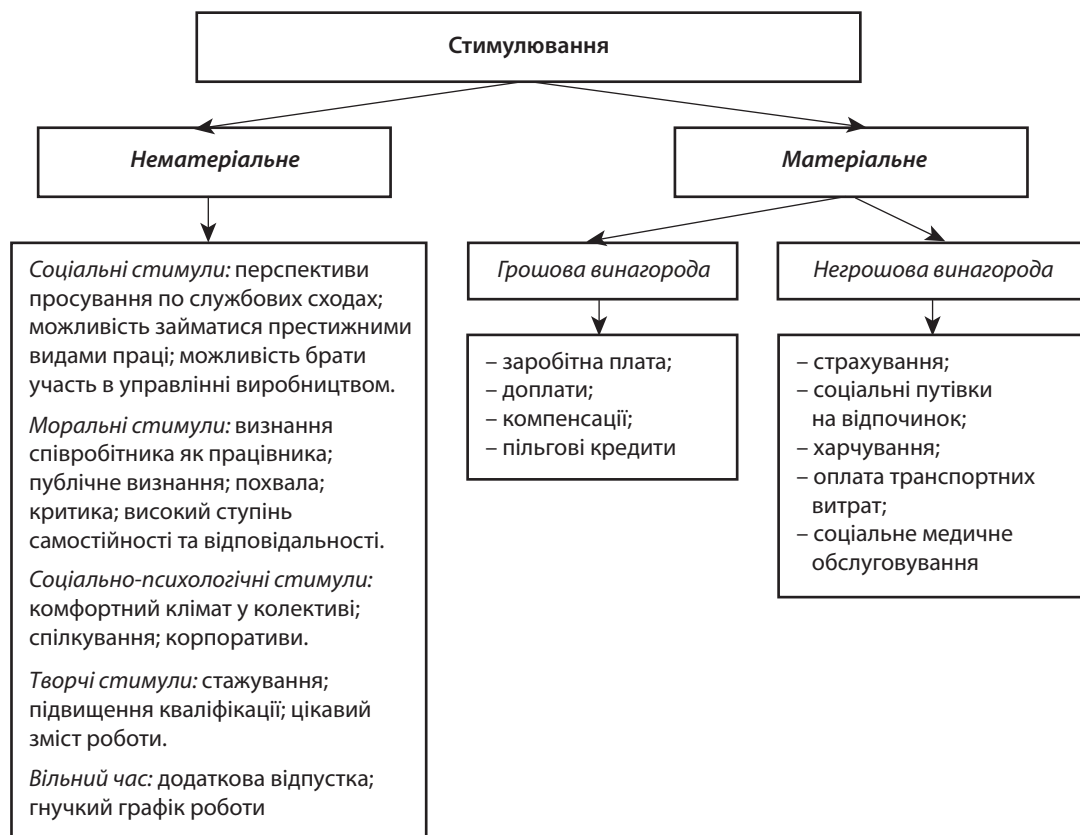 Стимулювання
Нематеріальне
Матеріальне
Соціальні стимули: перспективи
просування по службових сходах;
можливість займатися престижними
видами праці; можливість брати
участь в управлінні виробництвом.
Моральні стимули: визнання
співробітника як працівника;
публічне визнання; похвала;
критика; високий ступінь
самостійності та відповідальності.
Соціально-психологічні стимули:
комфортний клімат у колективі;
спілкування; корпоративи.
Творчі стимули: стажування;
підвищення кваліфікації; цікавий
зміст роботи.
Вільний час: додаткова відпустка;
гнучкий графік роботи
Грошова винагорода
– заробітна плата;
– доплати;
– компенсації;
– пільгові кредити
Негрошова винагорода
– страхування;
– соціальні путівки
на відпочинок;
– харчування;
– оплата транспортних
витрат;
– соціальне медичне
обслуговування